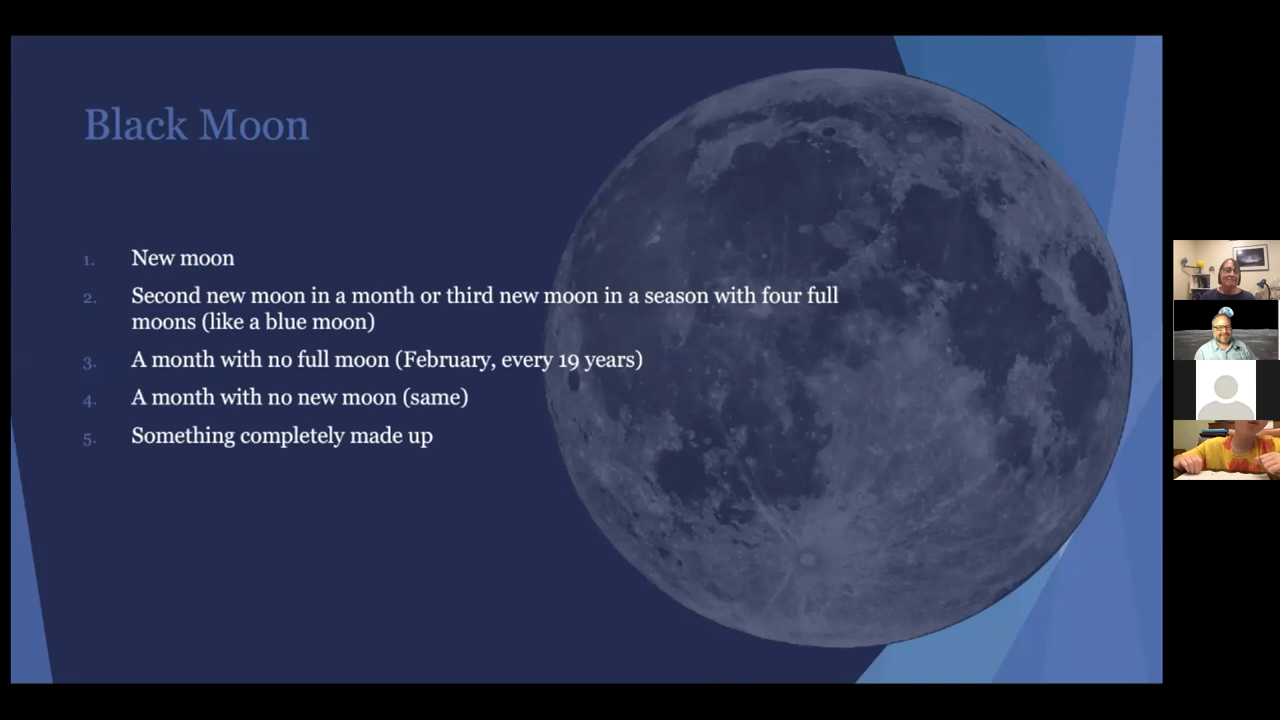 Black Moon
1. New moon
2. Second new moon in a month or third new moon in a season with four full
moons (like a blue moon)
3. A month with no full moon (February, every 19 years)
4. A month with no new moon (same)
5. Something completely made up